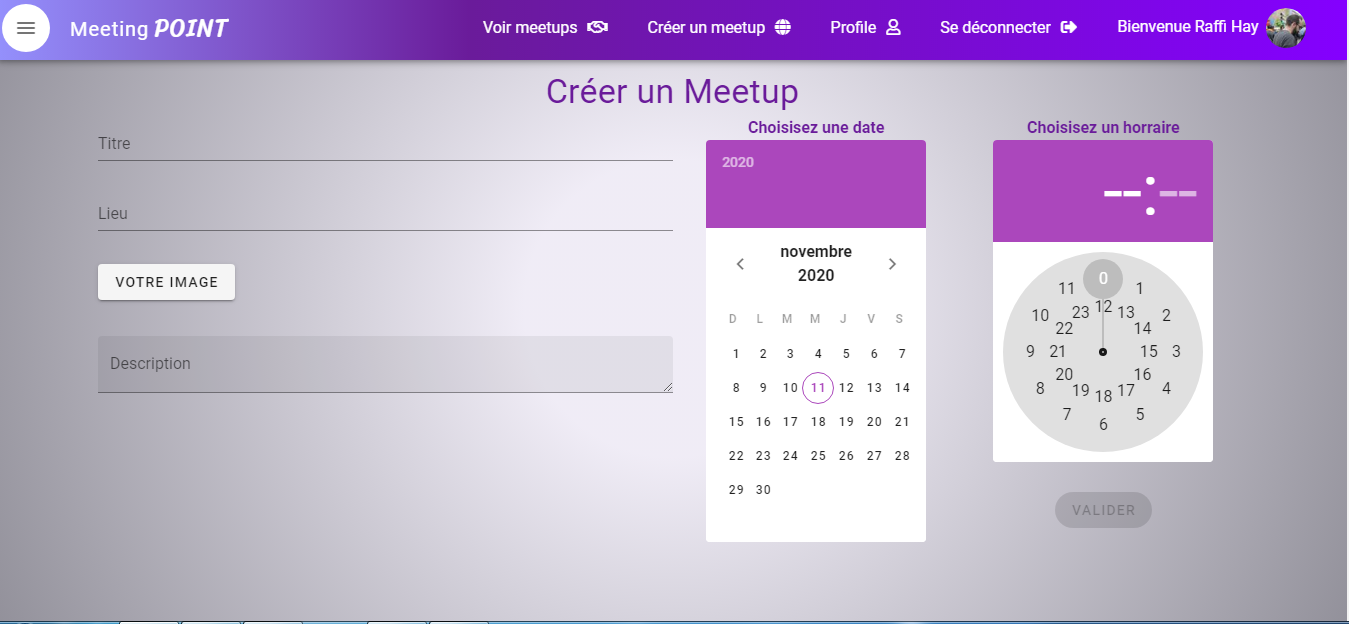 Meeting POINT
Voir meetups
Créer un meetup
Profile
Se déconnecter
Bienvenue Raffi Hay
Créer un Meetup
Titre
Lieu
VOTRE IMAGE
Description
Choisisez une date
2020
novembre
2020
D L M M J V S
1 2 3 4 5 6 7
8 9 10 11 12 13 14
15 16 17 18 19 20 21
22 23 24 25 26 27 28
29 30
Choisisez un horraire
--:--
0
11 1
12
23 13
10 2
22 14
9 21 15 3
20 16
8 4
19 17
18
7 5
6
VALIDER